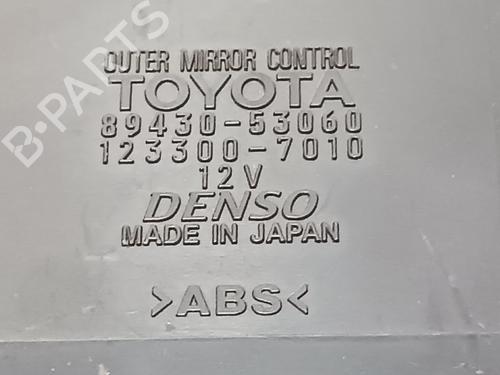 OUTER MIRROR CONTROL
TOYOTA
89430-53060
123300-7010
12V
DENSO
MADE IN JAPAN
>ABS<
B-PARTS